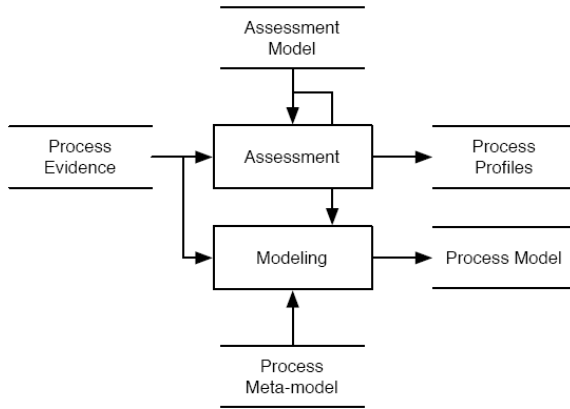 Assessment
Model
Process
Evidence
Assessment
Process
Profiles
Modeling
Process Model
Process
Meta-model